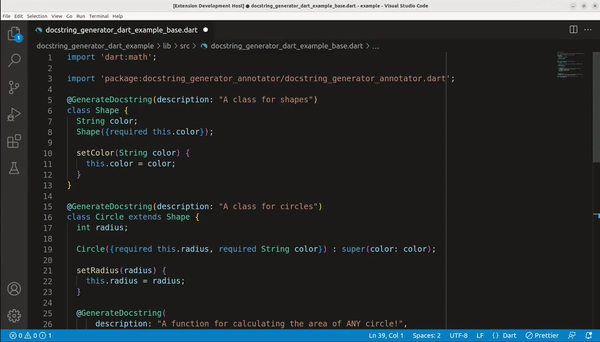 [Extension Development Host] ● docstring_generator_dart_example_base.dart - example - Visual Studio Code
File Edit Selection View Go Run Terminal Help
docstring_generator_dart_example_base.dart ●
docstring_generator_dart_example > lib > src > docstring_generator_dart_example_base.dart > ...
1 import 'dart:math';
2
3 import 'package:docstring_generator_annotator/docstring_generator_annotator.dart';
4
5 @GenerateDocstring(description: "A class for shapes")
6 class Shape {
7 String color;
8 Shape({required this.color});
9
10 setColor(String color) {
11 this.color = color;
12 }
13 }
14
15 @GenerateDocstring(description: "A class for circles")
16 class Circle extends Shape {
17 int radius;
18
19 Circle({required this.radius, required String color}) : super(color: color);
20
21 setRadius(radius) {
22 this.radius = radius;
23 }
24
25 @GenerateDocstring(
26 description: "A function for calculating the area of ANY circle!",
0 0 1 Ln 39, Col 1 Spaces: 2 UTF-8 LF {} Dart Prettier